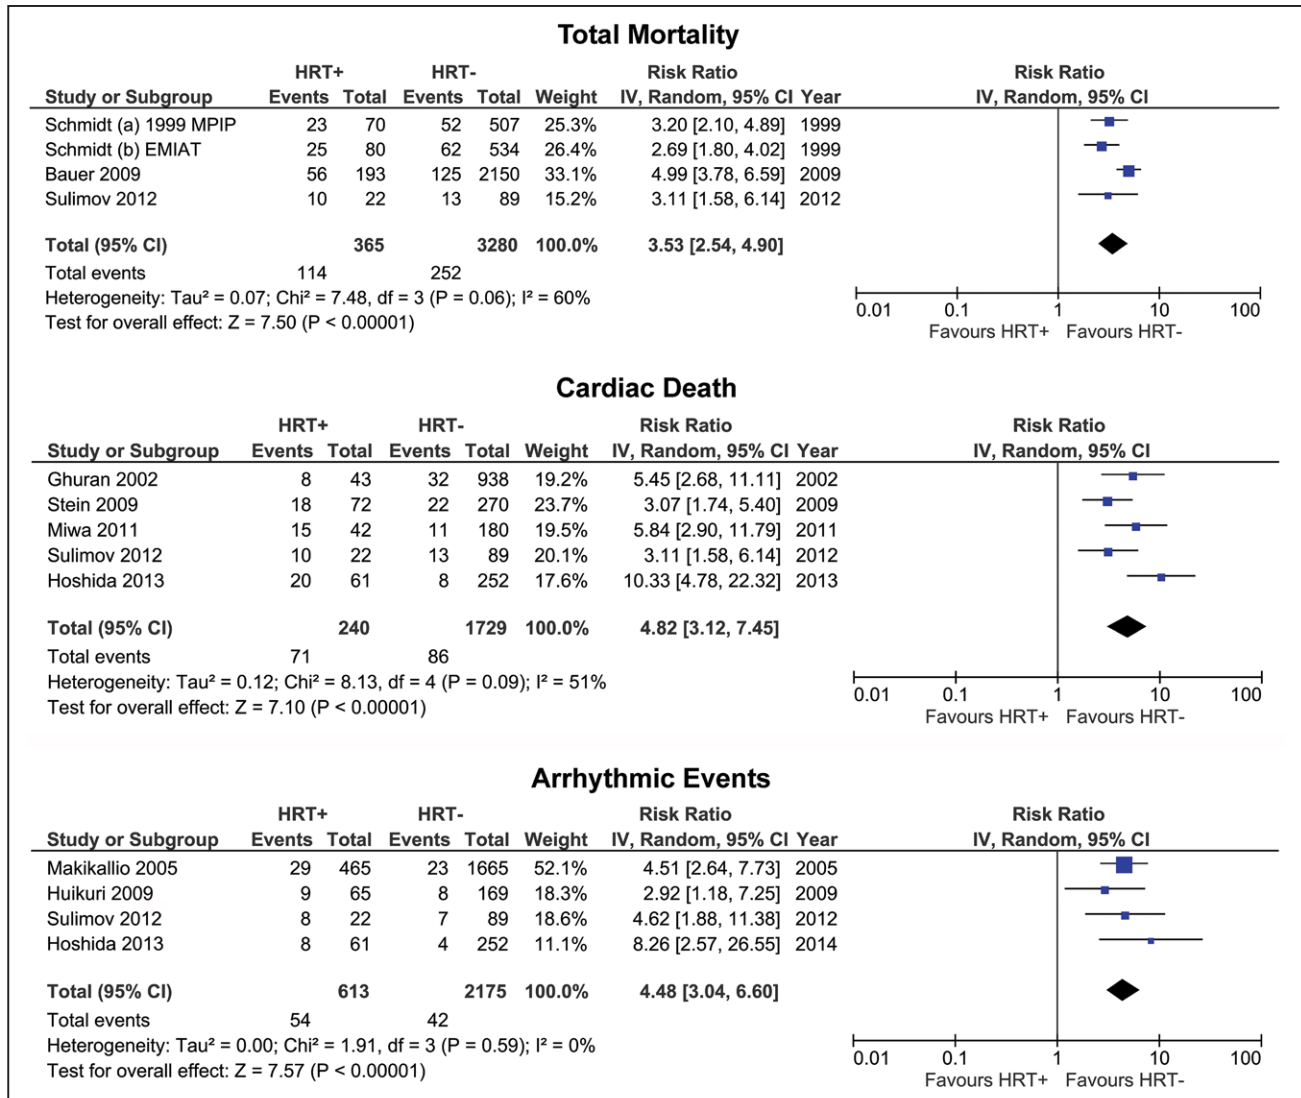 Total Mortality
HRT+ HRT- Risk Ratio Risk Ratio
Study or Subgroup Events Total Events Total Weight IV, Random, 95% CI Year IV, Random, 95% CI
Schmidt (a) 1999 MPIP 23 70 52 507 25.3% 3.20 [2.10, 4.89] 1999
Schmidt (b) EMIAT 25 80 62 534 26.4% 2.69 [1.80, 4.02] 1999
Bauer 2009 56 193 125 2150 33.1% 4.99 [3.78, 6.59] 2009
Sulimov 2012 10 22 13 89 15.2% 3.11 [1.58, 6.14] 2012
Total (95% CI) 365 3280 100.0% 3.53 [2.54, 4.90]
Total events 114 252
Heterogeneity: Tau² = 0.07; Chi² = 7.48, df = 3 (P = 0.06); I² = 60%
Test for overall effect: Z = 7.50 (P < 0.00001)
0.01 0.1 1 10 100
Favours HRT+ Favours HRT-
Cardiac Death
HRT+ HRT- Risk Ratio Risk Ratio
Study or Subgroup Events Total Events Total Weight IV, Random, 95% CI Year IV, Random, 95% CI
Ghuran 2002 8 43 32 938 19.2% 5.45 [2.68, 11.11] 2002
Stein 2009 18 72 22 270 23.7% 3.07 [1.74, 5.40] 2009
Miwa 2011 15 42 11 180 19.5% 5.84 [2.90, 11.79] 2011
Sulimov 2012 10 22 13 89 20.1% 3.11 [1.58, 6.14] 2012
Hoshida 2013 20 61 8 252 17.6% 10.33 [4.78, 22.32] 2013
Total (95% CI) 240 1729 100.0% 4.82 [3.12, 7.45]
Total events 71 86
Heterogeneity: Tau² = 0.12; Chi² = 8.13, df = 4 (P = 0.09); I² = 51%
Test for overall effect: Z = 7.10 (P < 0.00001)
0.01 0.1 1 10 100
Favours HRT+ Favours HRT-
Arrhythmic Events
HRT+ HRT- Risk Ratio Risk Ratio
Study or Subgroup Events Total Events Total Weight IV, Random, 95% CI Year IV, Random, 95% CI
Makikallio 2005 29 465 23 1665 52.1% 4.51 [2.64, 7.73] 2005
Huikuri 2009 9 65 8 169 18.3% 2.92 [1.18, 7.25] 2009
Sulimov 2012 8 22 7 89 18.6% 4.62 [1.88, 11.38] 2012
Hoshida 2013 8 61 4 252 11.1% 8.26 [2.57, 26.55] 2014
Total (95% CI) 613 2175 100.0% 4.48 [3.04, 6.60]
Total events 54 42
Heterogeneity: Tau² = 0.00; Chi² = 1.91, df = 3 (P = 0.59); I² = 0%
Test for overall effect: Z = 7.57 (P < 0.00001)
0.01 0.1 1 10 100
Favours HRT+ Favours HRT-